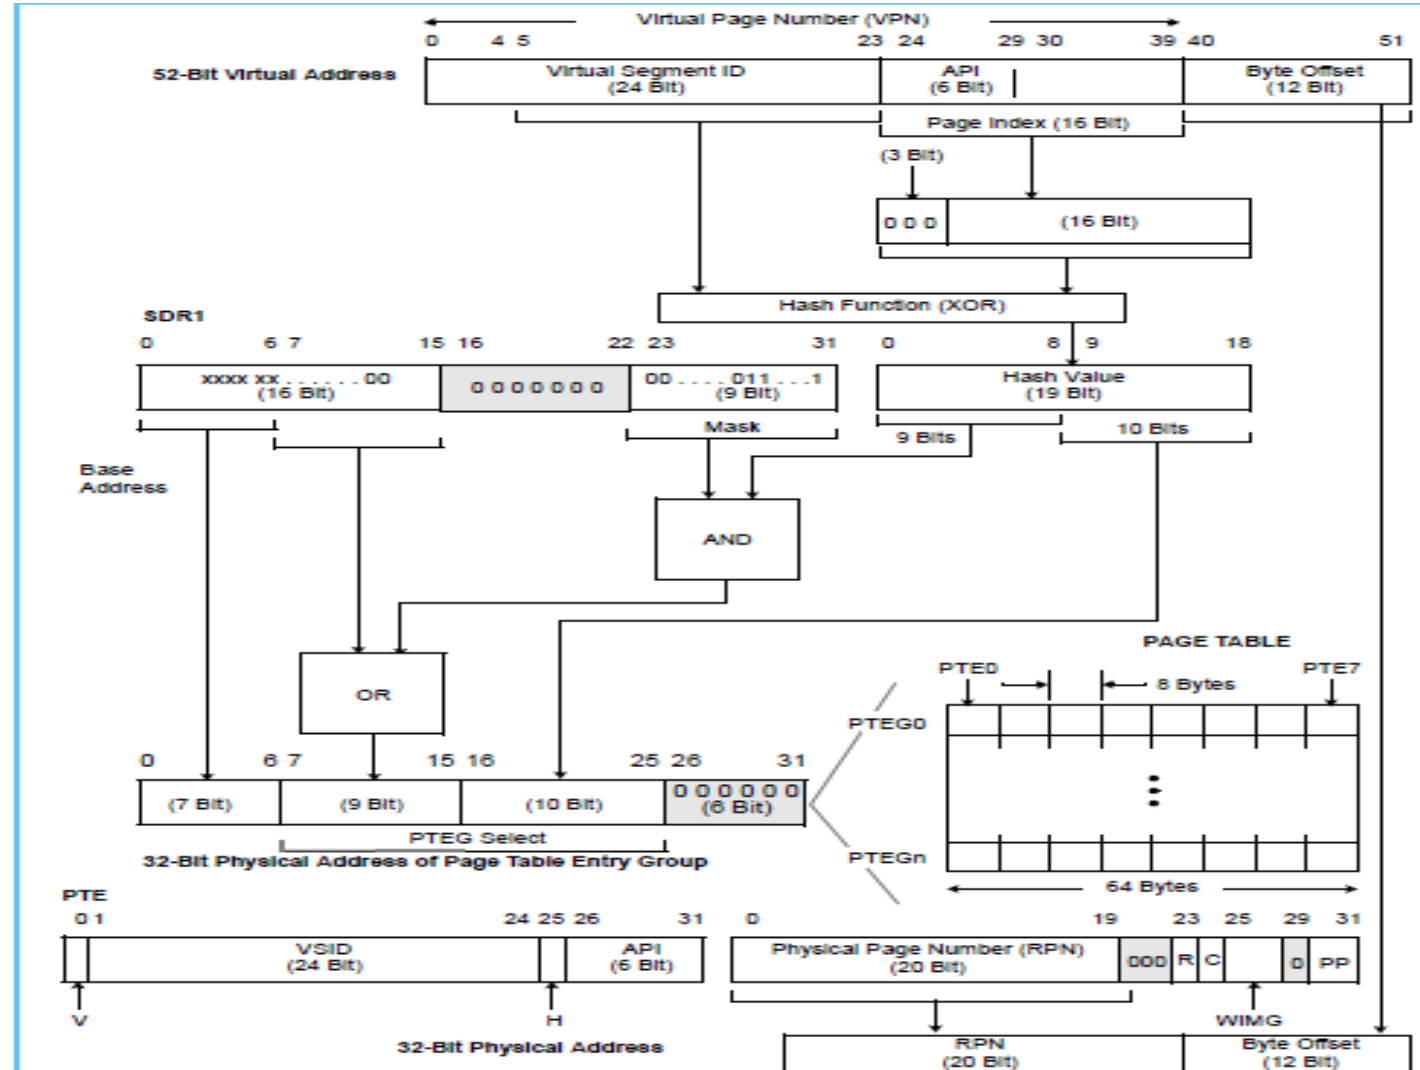 Virtual Page Number (VPN)
0 4 5 23 24 29 30 39 40 51
52-Bit Virtual Address
Virtual Segment ID
(24 Bit)
API
(6 Bit)
Byte Offset
(12 Bit)
Page Index (16 Bit)
(3 Bit)
0 0 0
(16 Bit)
Hash Function (XOR)
SDR1
0 6 7 15 16 22 23 31
0 8 9 18
xxxx xx . . . . . . 00
(16 Bit)
0 0 0 0 0 0 0
00 . . . . 011 . . . 1
(9 Bit)
Hash Value
(19 Bit)
Mask
9 Bits
10 Bits
Base
Address
AND
OR
PAGE TABLE
PTE0
8 Bytes
PTE7
PTEG0
0 6 7 15 16 25 26 31
(7 Bit)
(9 Bit)
(10 Bit)
0 0 0 0 0 0
(6 Bit)
PTEG Select
32-Bit Physical Address of Page Table Entry Group
PTEGn
64 Bytes
PTE
0 1 24 25 26 31
0 19 23 25 29 31
VSID
(24 Bit)
API
(6 Bit)
Physical Page Number (RPN)
(20 Bit)
000
R
C
0
PP
V
H
WIMG
32-Bit Physical Address
RPN
(20 Bit)
Byte Offset
(12 Bit)